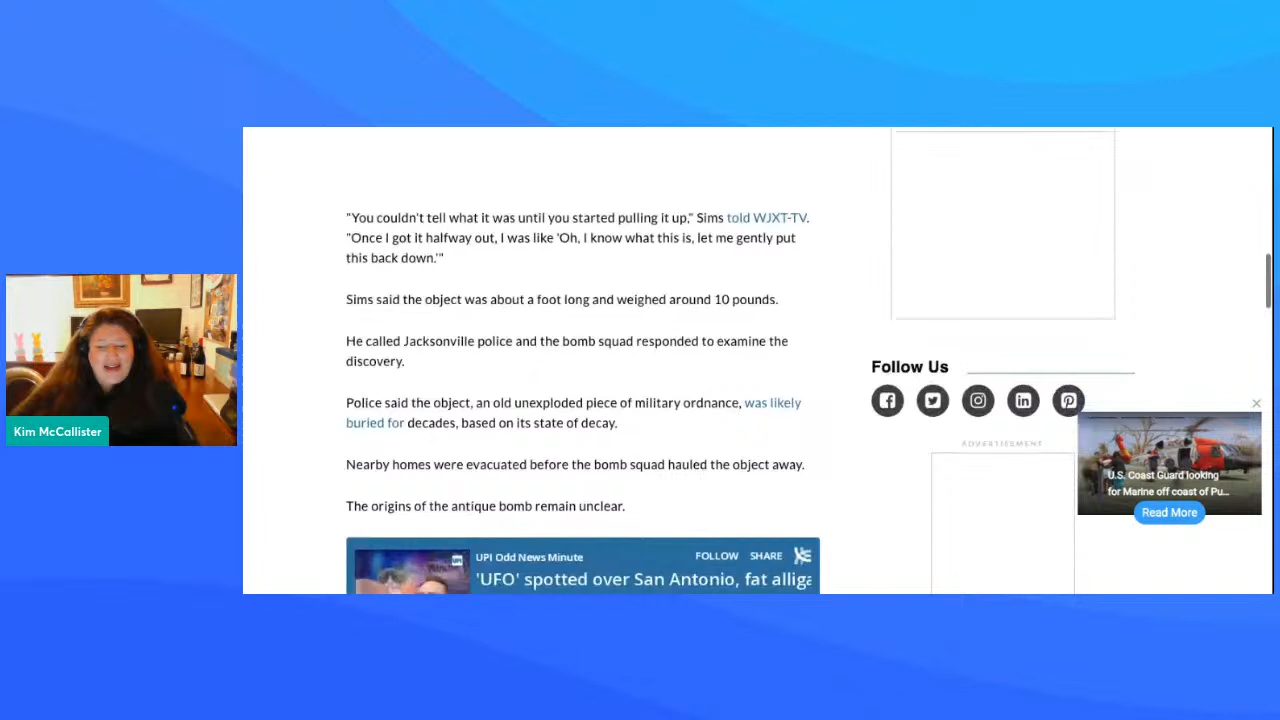 "You couldn't tell what it was until you started pulling it up," Sims told WJXT-TV.
"Once I got it halfway out, I was like 'Oh, I know what this is, let me gently put
this back down.'"
Sims said the object was about a foot long and weighed around 10 pounds.
He called Jacksonville police and the bomb squad responded to examine the
discovery.
Police said the object, an old unexploded piece of military ordnance, was likely
buried for decades, based on its state of decay.
Nearby homes were evacuated before the bomb squad hauled the object away.
The origins of the antique bomb remain unclear.
UPI Odd News Minute
FOLLOW SHARE
'UFO' spotted over San Antonio, fat alliga
Follow Us
ADVERTISEMENT
U.S. Coast Guard looking
for Marine off coast of Pu...
Read More
Kim McCallister